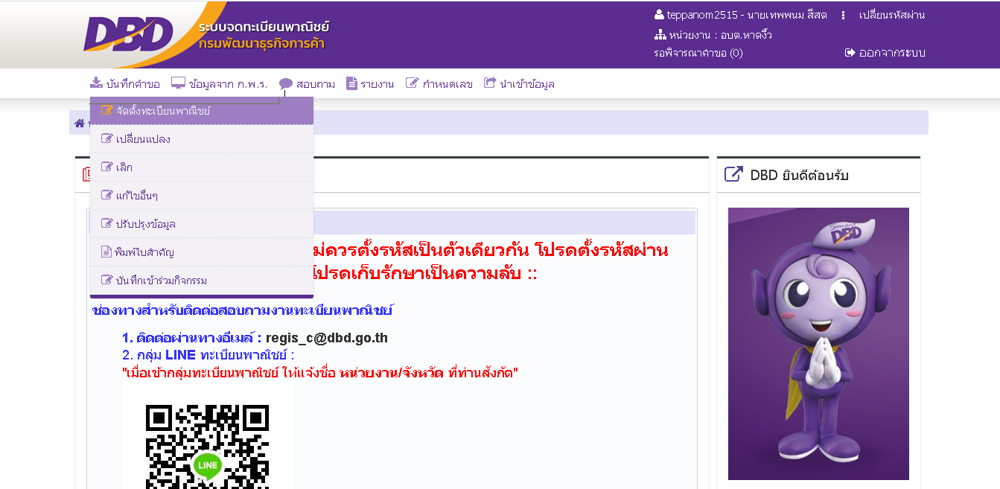 DBD ระบบจดทะเบียนพาณิชย์
กรมพัฒนาธุรกิจการค้า
teppanom2515 - นายเทพพนม สีสด เปลี่ยนรหัสผ่าน
หน่วยงาน : อบต.หาดงิ้ว
รอพิจารณาคำขอ (0) ออกจากระบบ
บันทึกคำขอ ข้อมูลจาก ก.พ.ร. สอบถาม รายงาน กำหนดเลข นำเข้าข้อมูล
จัดตั้งทะเบียนพาณิชย์
เปลี่ยนแปลง
เลิก
แก้ไขอื่นๆ
ปรับปรุงข้อมูล
พิมพ์ใบสำคัญ
บันทึกเข้าร่วมกิจกรรม
ม่ควรตั้งรหัสเป็นตัวเดียวกัน โปรดตั้งรหัสผ่าน
โปรดเก็บรักษาเป็นความลับ ::
ช่องทางสำหรับติดต่อสอบถามงานทะเบียนพาณิชย์
1. ติดต่อผ่านทางอีเมล์ : regis_c@dbd.go.th
2. กลุ่ม LINE ทะเบียนพาณิชย์ :
"เมื่อเข้ากลุ่มทะเบียนพาณิชย์ ให้แจ้งชื่อ หน่วยงาน/จังหวัด ที่ท่านสังกัด"
LINE
DBD ยินดีต้อนรับ
Smart
DBD